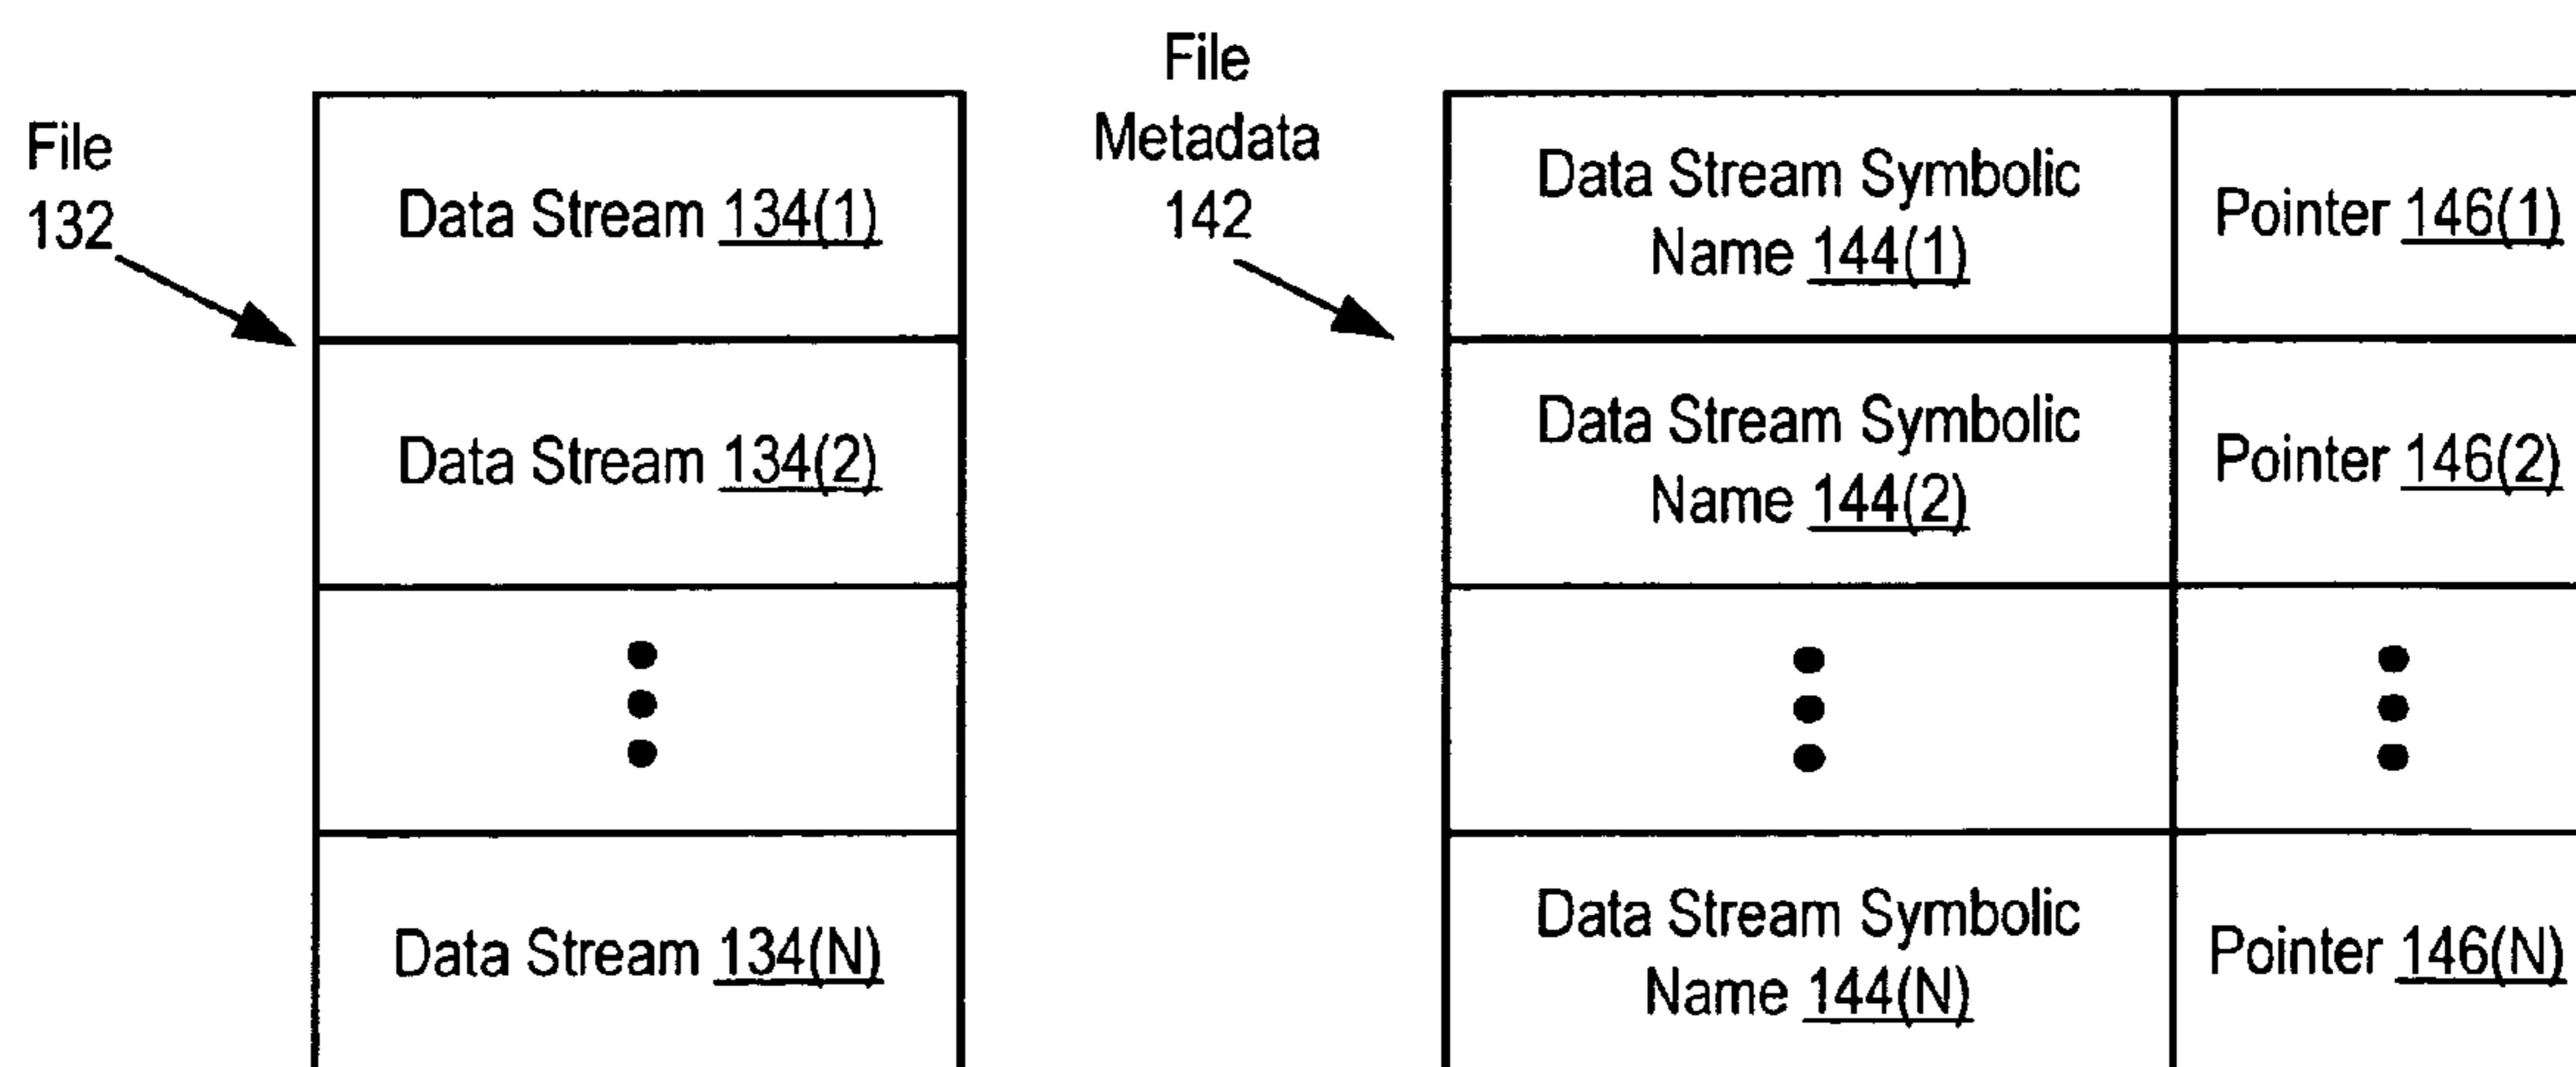 File
132
Data Stream 134(1)
Data Stream 134(2)
Data Stream 134(N)
File
Metadata
142
Data Stream Symbolic
Name 144(1)
Pointer 146(1)
Data Stream Symbolic
Name 144(2)
Pointer 146(2)
Data Stream Symbolic
Name 144(N)
Pointer 146(N)